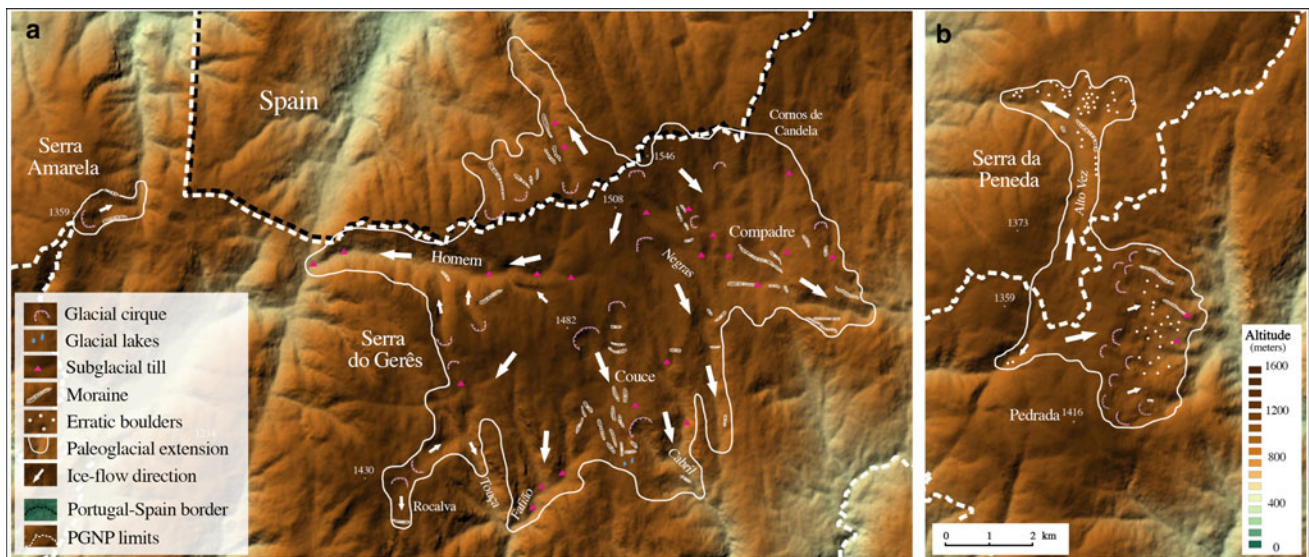 a
Spain
Serra
Amarela
1359
Cornos de
Candela
1546
1508
Compadre
Homem
Negras
1482
Serra
do Gerês
Couce
1430
Rocalva
Touça
Fafião
Cabril
Glacial cirque
Glacial lakes
Subglacial till
Moraine
Erratic boulders
Paleoglacial extension
Ice-flow direction
Portugal-Spain border
PGNP limits
b
Serra da
Peneda
Alto Vez
1373
1359
Pedrada 1416
0 1 2 km
Altitude
(meters)
1600
1200
800
400
0